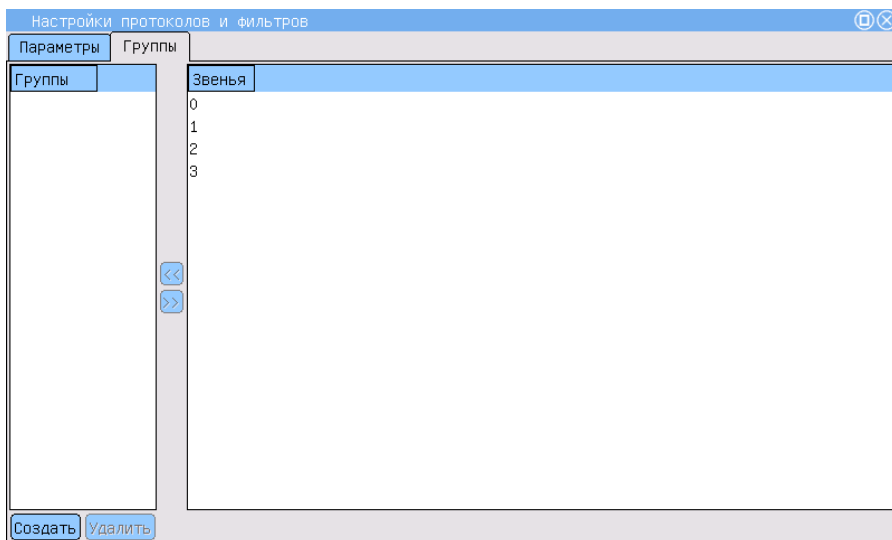 Настройки протоколов и фильтров
Параметры Группы
Группы Звенья
0
1
2
3
<<
>>
Создать Удалить